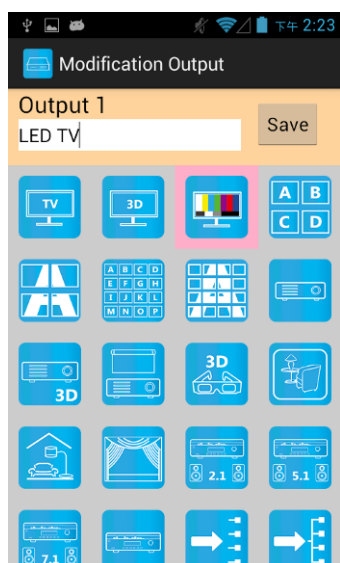 下午 2:23
Modification Output
Output 1
LED TV
Save
TV
3D
A B
C D
A B C D
E F G H
I J K L
M N O P
3D
3D
2.1
5.1
7.1